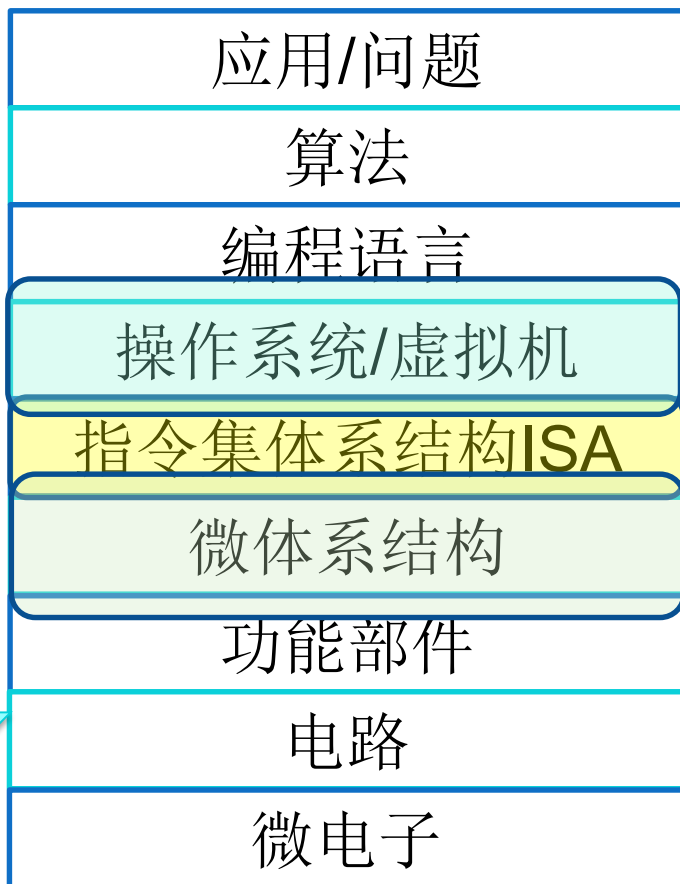 应用/问题
算法
编程语言
操作系统/虚拟机
指令集体系结构ISA
微体系结构
功能部件
电路
微电子